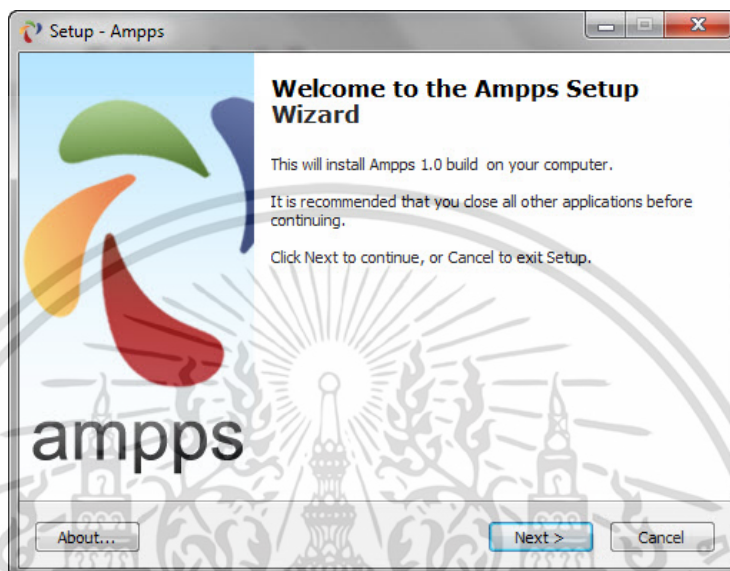 Setup - Ampps
Welcome to the Ampps Setup
Wizard
This will install Ampps 1.0 build  on your computer.
It is recommended that you close all other applications before
continuing.
Click Next to continue, or Cancel to exit Setup.
ampps
About...
Next >
Cancel